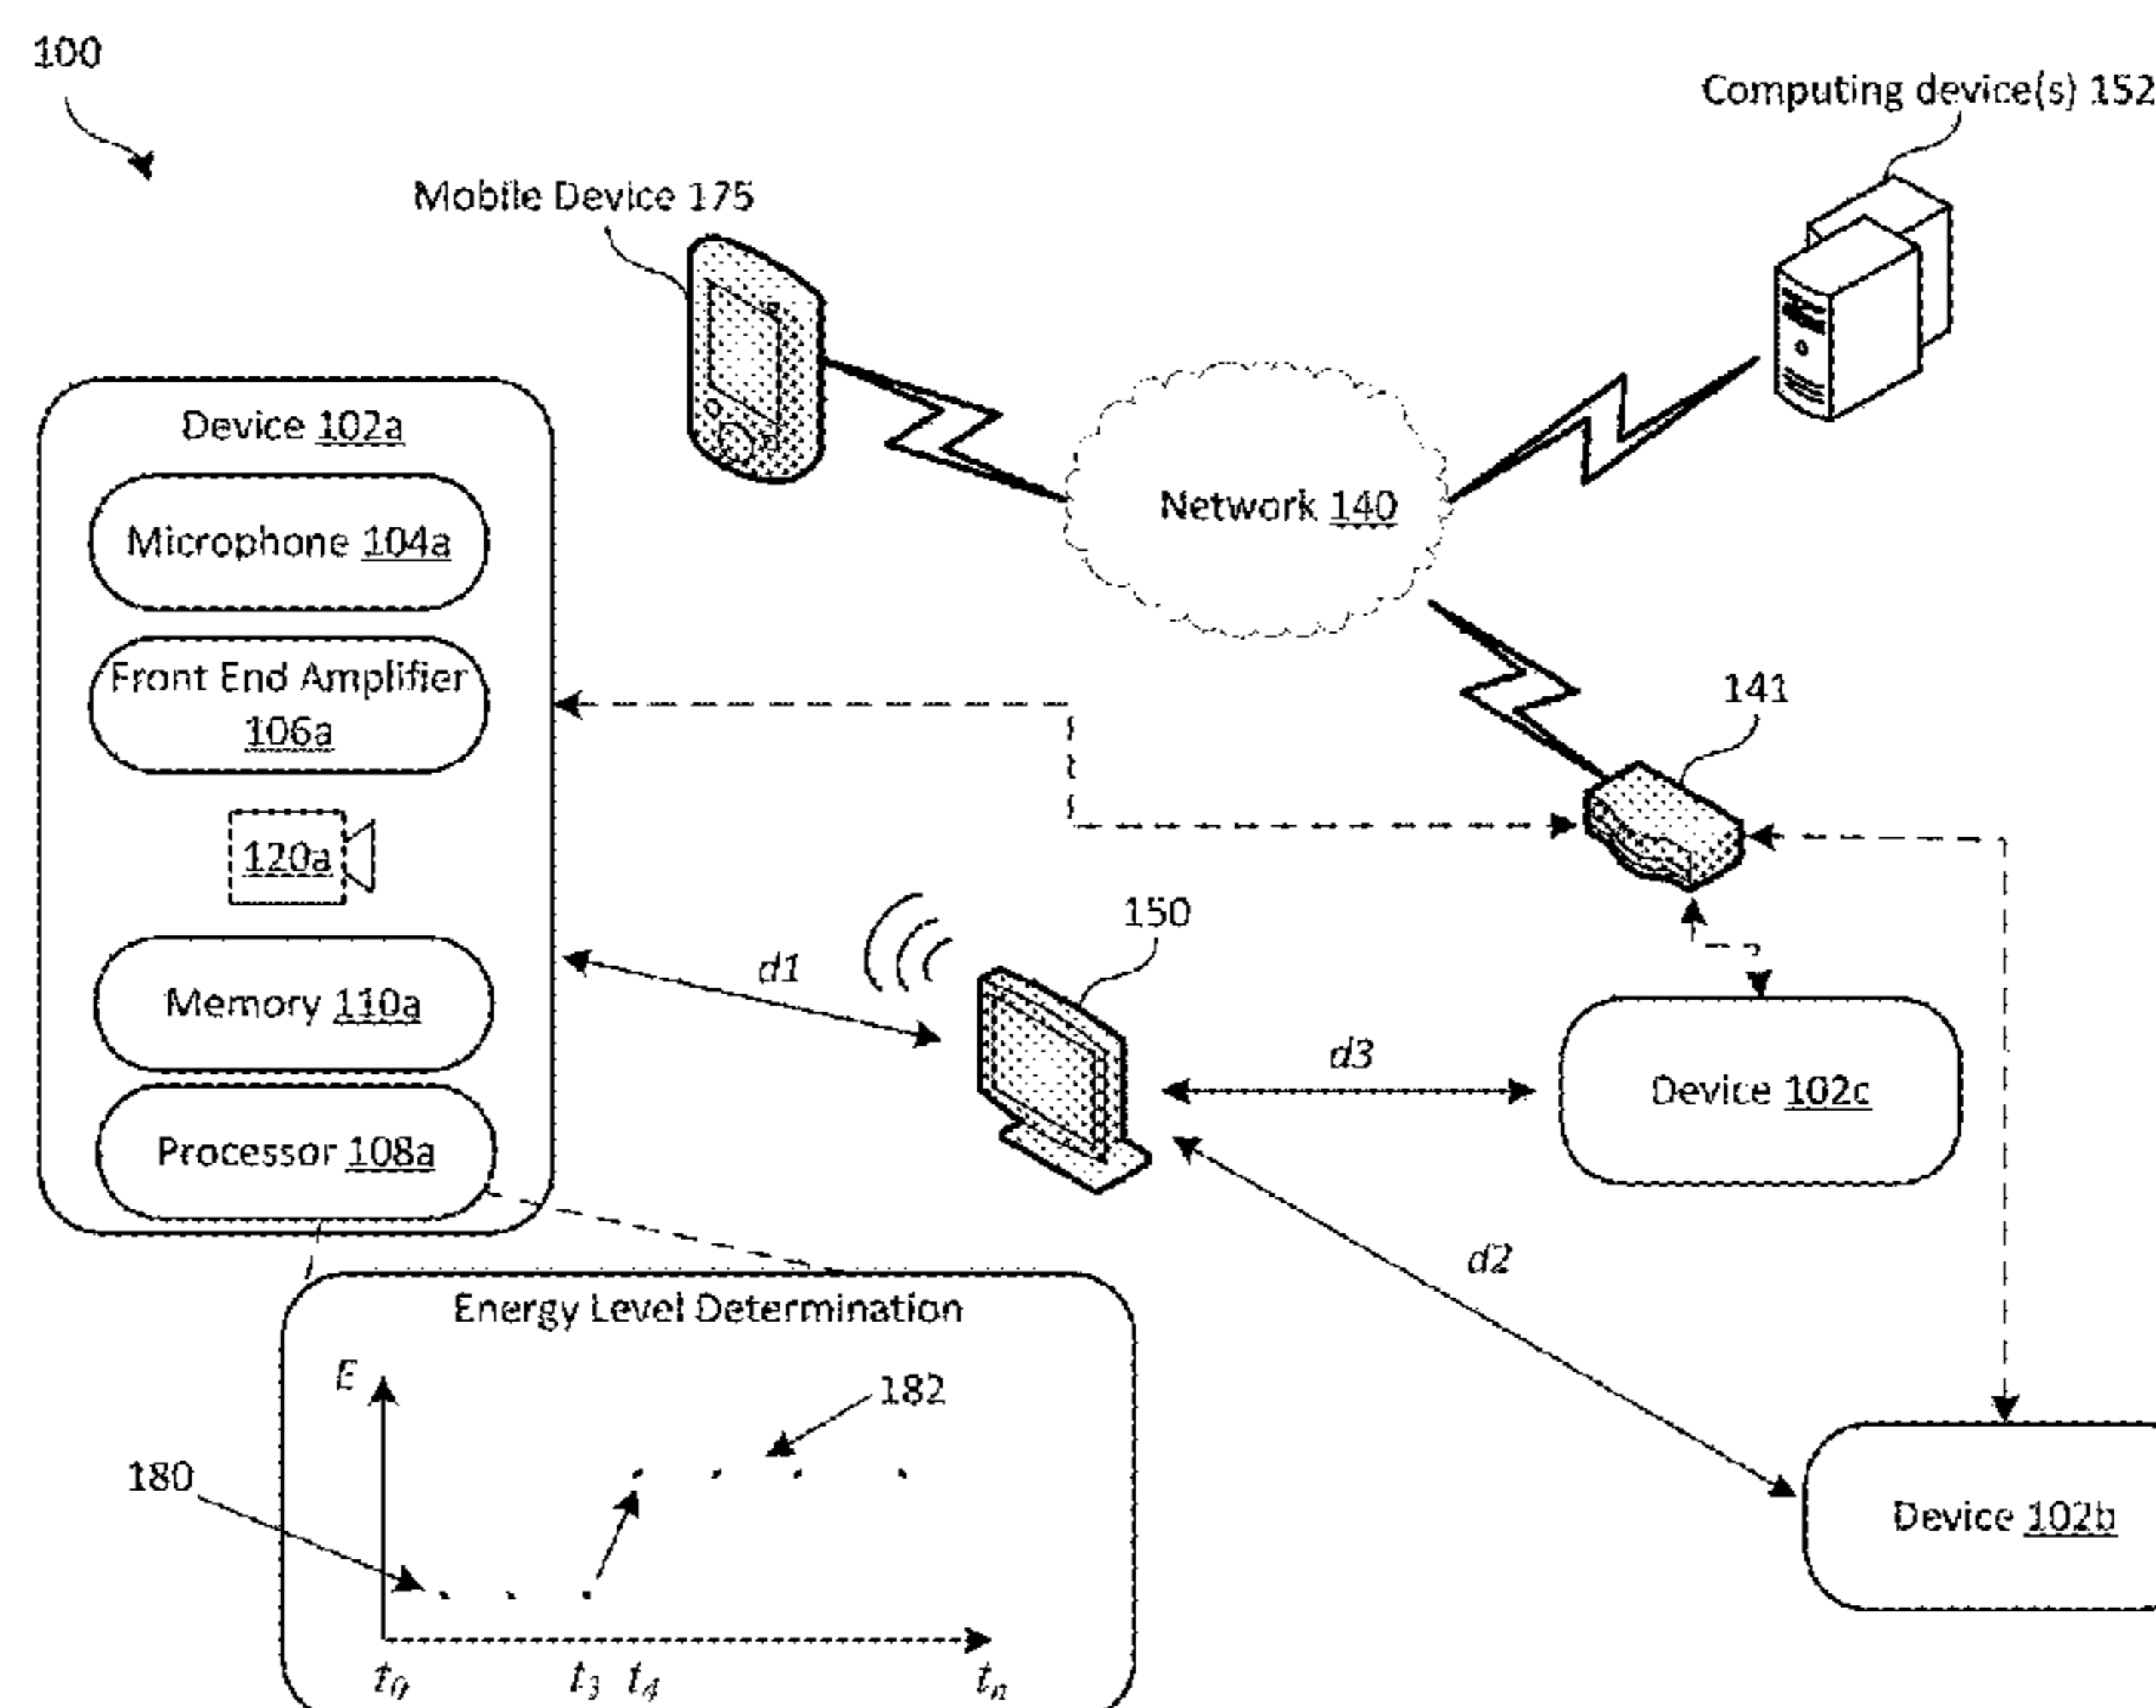 100
Computing device(s) 152
Mobile Device 175
Device 102a
Microphone 104a
Network 140
Front End Amplifier
106a
141
120a
150
d1
Memory 110a
d3
Device 102c
Processor 108a
d2
Energy Level Determination
E
182
180
Device 102b
t0 t3 t4 tn